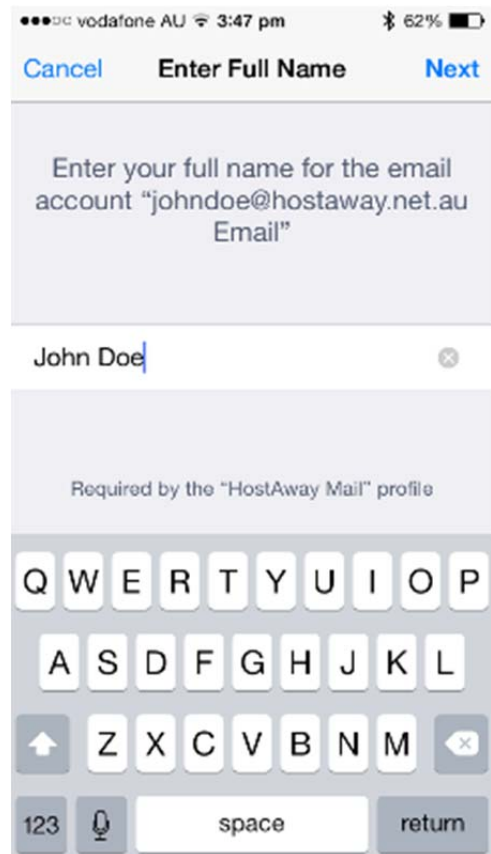 vodafone AU 3:47 pm 62%
Cancel Enter Full Name Next
Enter your full name for the email
account “johndoe@hostaway.net.au
Email”
John Doe
Required by the “HostAway Mail” profile
Q W E R T Y U I O P
A S D F G H J K L
Z X C V B N M
123 space return